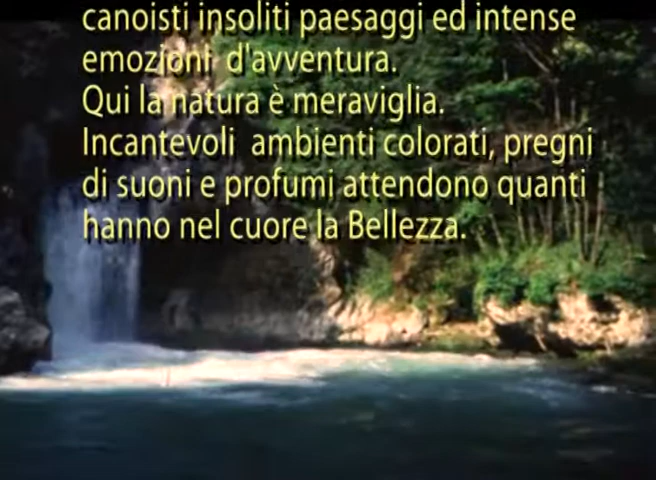 canoisti insoliti paesaggi ed intense
emozioni d'avventura.
Qui la natura è meraviglia.
Incantevoli ambienti colorati, pregni
di suoni e profumi attendono quanti
hanno nel cuore la Bellezza.